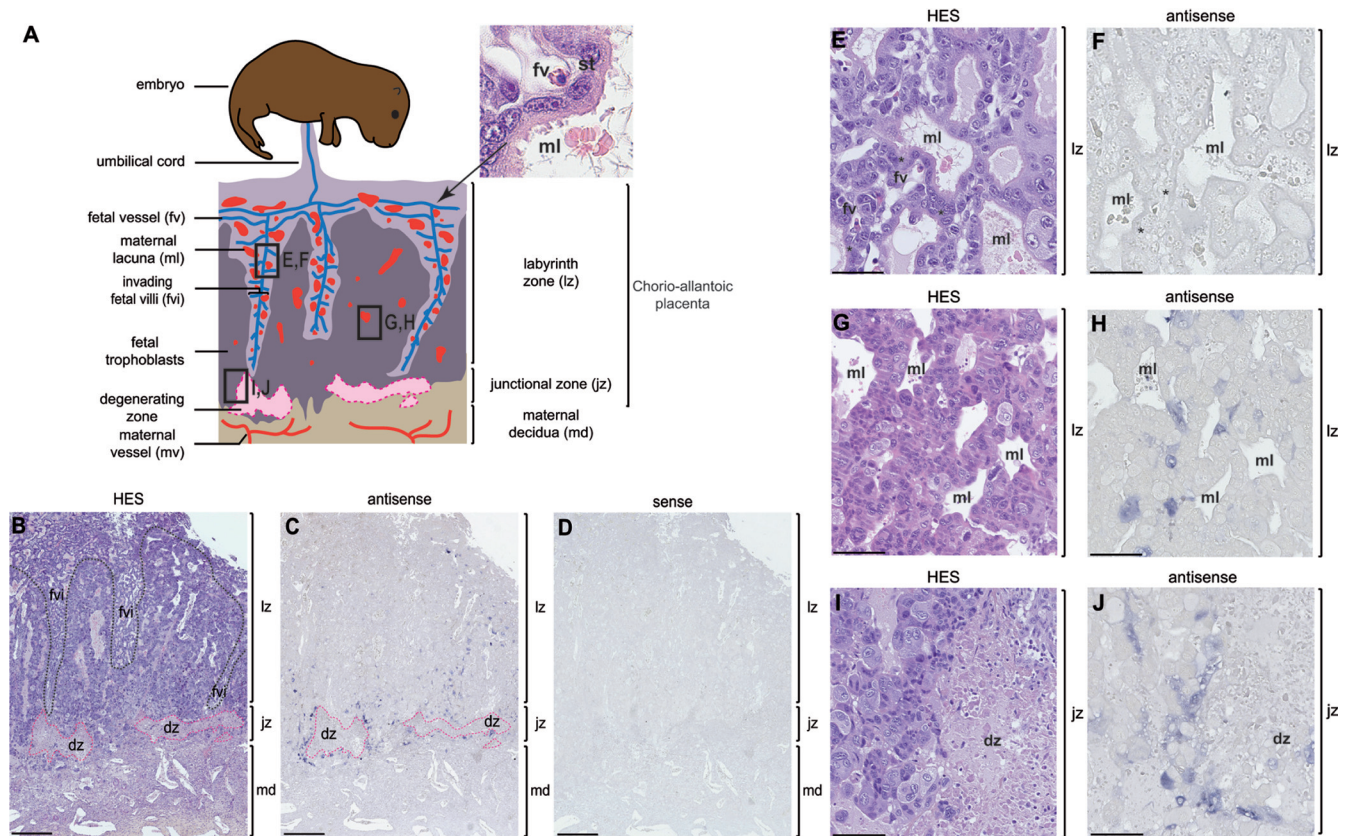 A
embryo
umbilical cord
fetal vessel (fv)
maternal
lacuna (ml)
invading
fetal villi (fvi)
fetal
trophoblasts
degenerating
zone
maternal
vessel (mv)
E,F
G,H
I,J
fv
st
ml
labyrinth
zone (lz)
Chorio-allantoic
placenta
junctional zone (jz)
maternal
decidua (md)
HES
B
fvi
fvi
fvi
dz
dz
lz
jz
md
antisense
C
dz
dz
lz
jz
md
sense
D
lz
jz
md
HES
E
ml
*
fv
fv
*
ml
*
lz
antisense
F
ml
ml
*
*
lz
HES
G
ml
ml
ml
ml
lz
antisense
H
ml
ml
ml
lz
HES
I
dz
jz
antisense
J
dz
jz